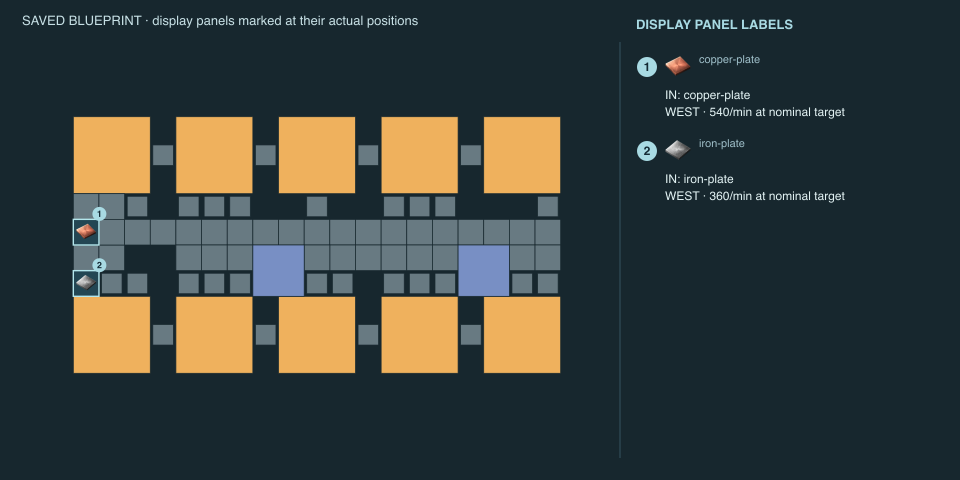 SAVED BLUEPRINT · display panels marked at their actual positions
DISPLAY PANEL LABELS
1
copper-plate
IN: copper-plate
WEST · 540/min at nominal target
2
iron-plate
IN: iron-plate
WEST · 360/min at nominal target
1
2